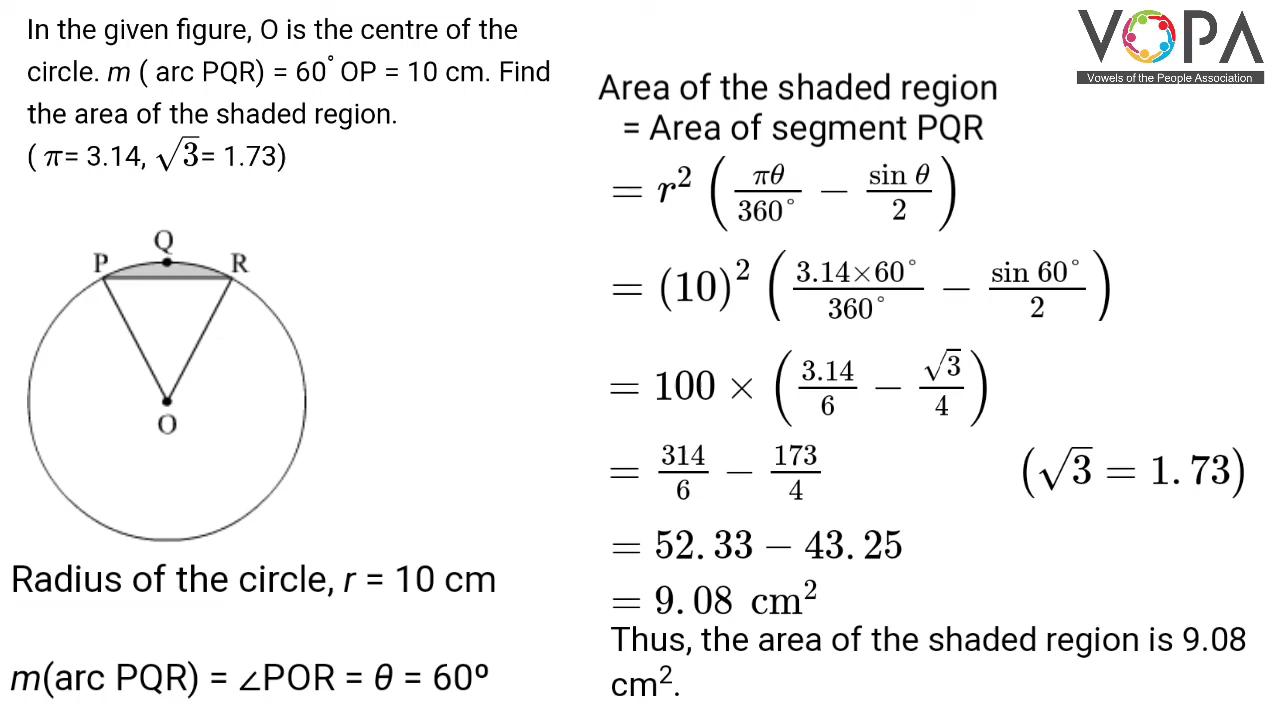 In the given figure, O is the centre of the
circle. m ( arc PQR) = 60° OP = 10 cm. Find
the area of the shaded region.
( π= 3.14, √3= 1.73)
Q
P
R
O
Radius of the circle, r = 10 cm
m(arc PQR) = ∠POR = θ = 60º
VOPA
Vowels of the People Association
Area of the shaded region
= Area of segment PQR
= r² ( πθ/360° − sin θ/2 )
= (10)² ( 3.14×60°/360° − sin 60°/2 )
= 100 × ( 3.14/6 − √3/4 )
= 314/6 − 173/4 (√3 = 1.73)
= 52.33 − 43.25
= 9.08 cm²
Thus, the area of the shaded region is 9.08
cm².